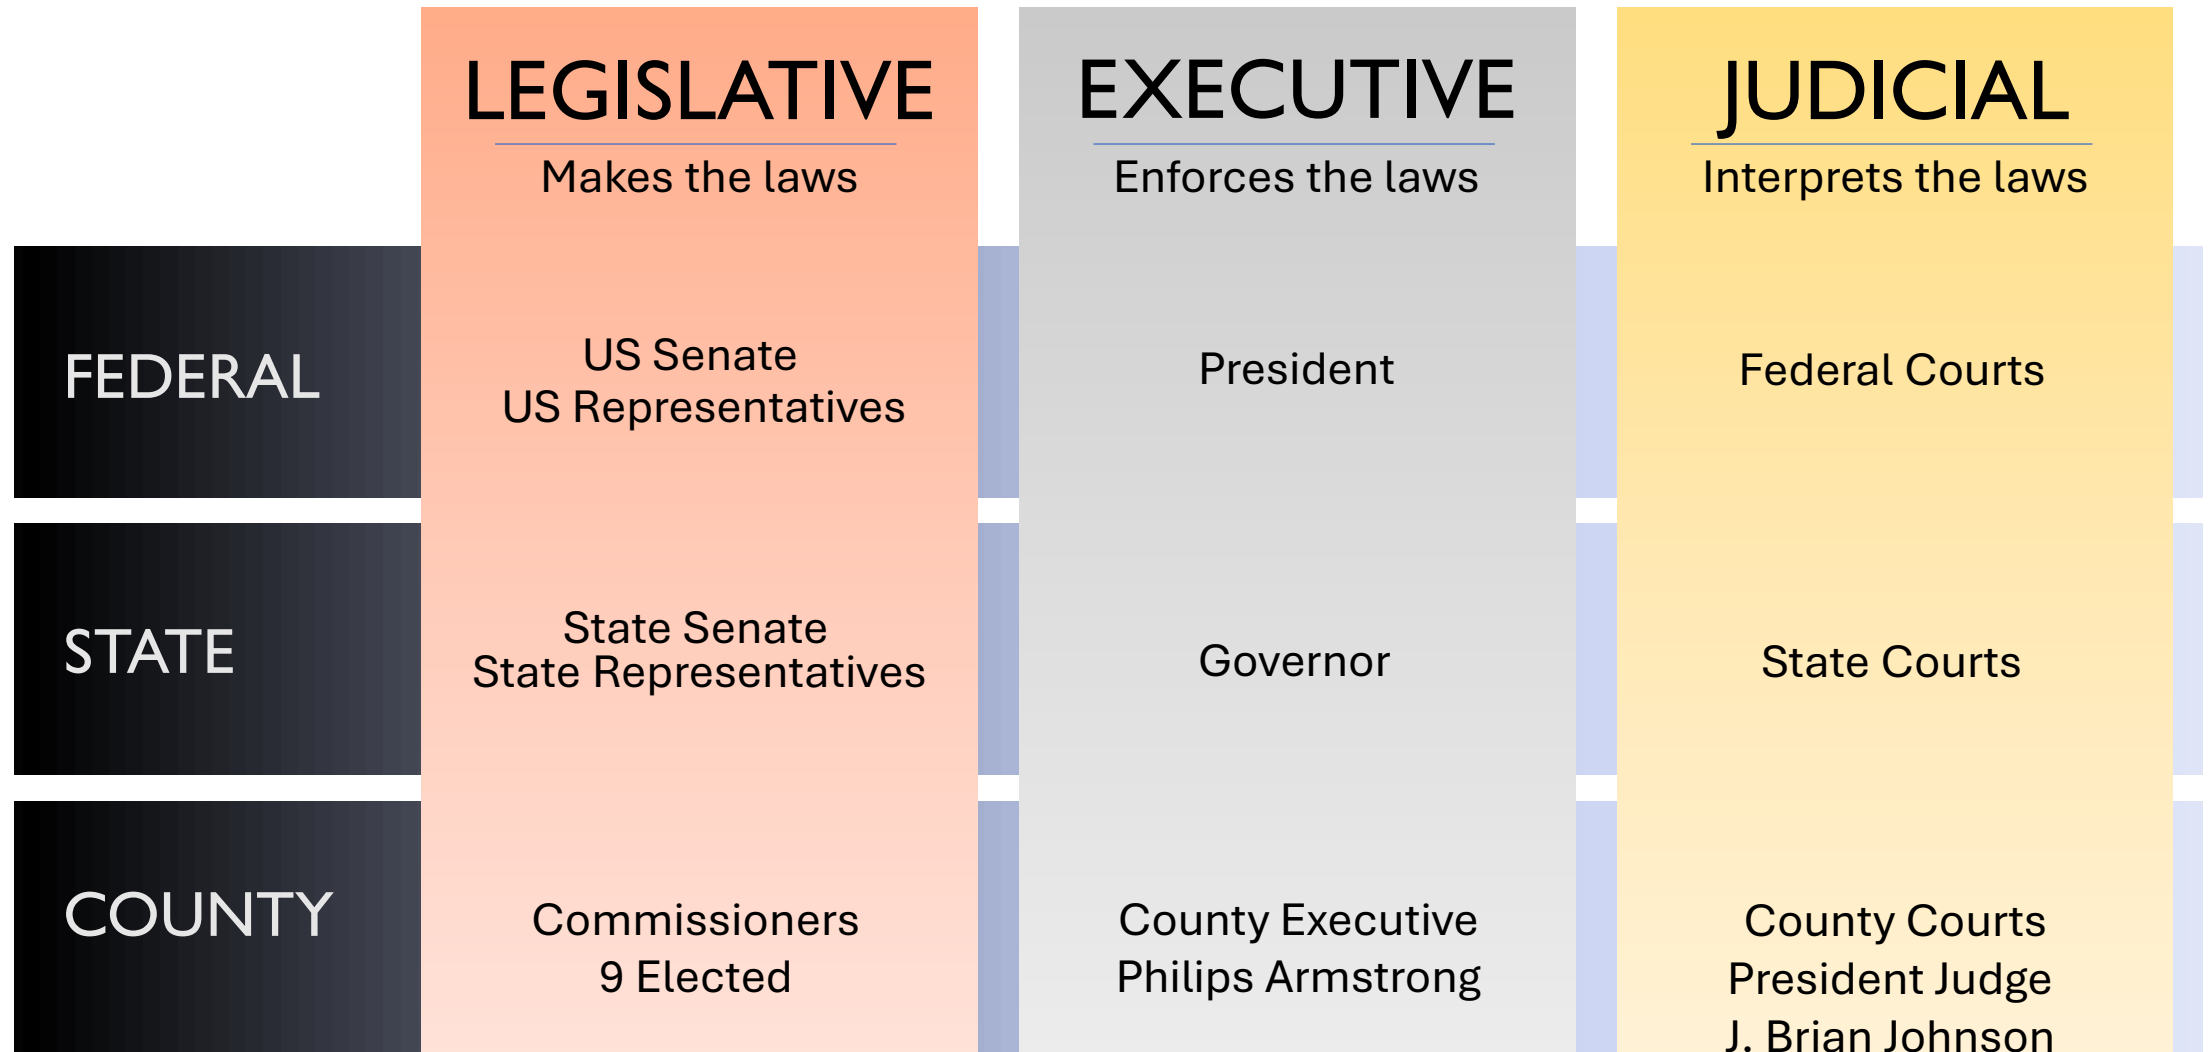 LEGISLATIVE
Makes the laws
EXECUTIVE
Enforces the laws
JUDICIAL
Interprets the laws
FEDERAL
US Senate
US Representatives
President
Federal Courts
STATE
State Senate
State Representatives
Governor
State Courts
COUNTY
Commissioners
9 Elected
County Executive
Philips Armstrong
County Courts
President Judge
J. Brian Johnson